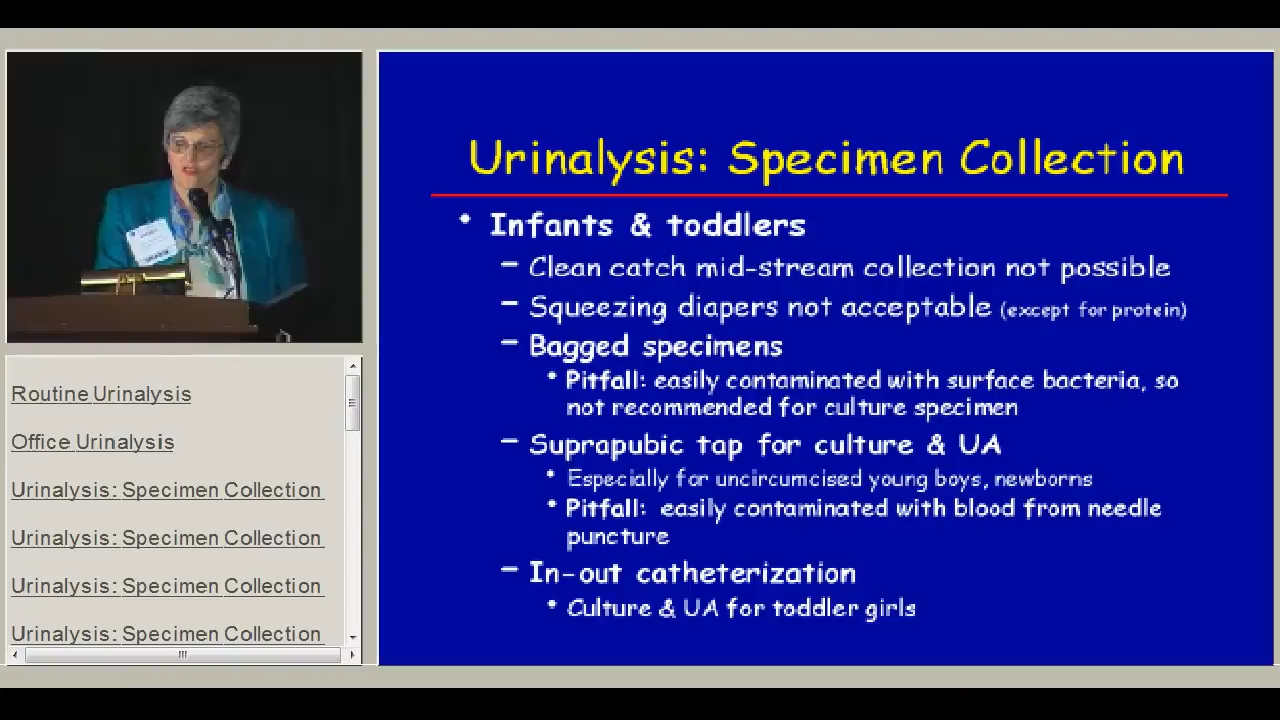 Urinalysis: Specimen Collection
• Infants & toddlers
– Clean catch mid-stream collection not possible
– Squeezing diapers not acceptable (except for protein)
– Bagged specimens
• Pitfall: easily contaminated with surface bacteria, so
not recommended for culture specimen
– Suprapubic tap for culture & UA
• Especially for uncircumcised young boys, newborns
• Pitfall: easily contaminated with blood from needle
puncture
– In-out catheterization
• Culture & UA for toddler girls
Routine Urinalysis
Office Urinalysis
Urinalysis: Specimen Collection
Urinalysis: Specimen Collection
Urinalysis: Specimen Collection
Urinalysis: Specimen Collection